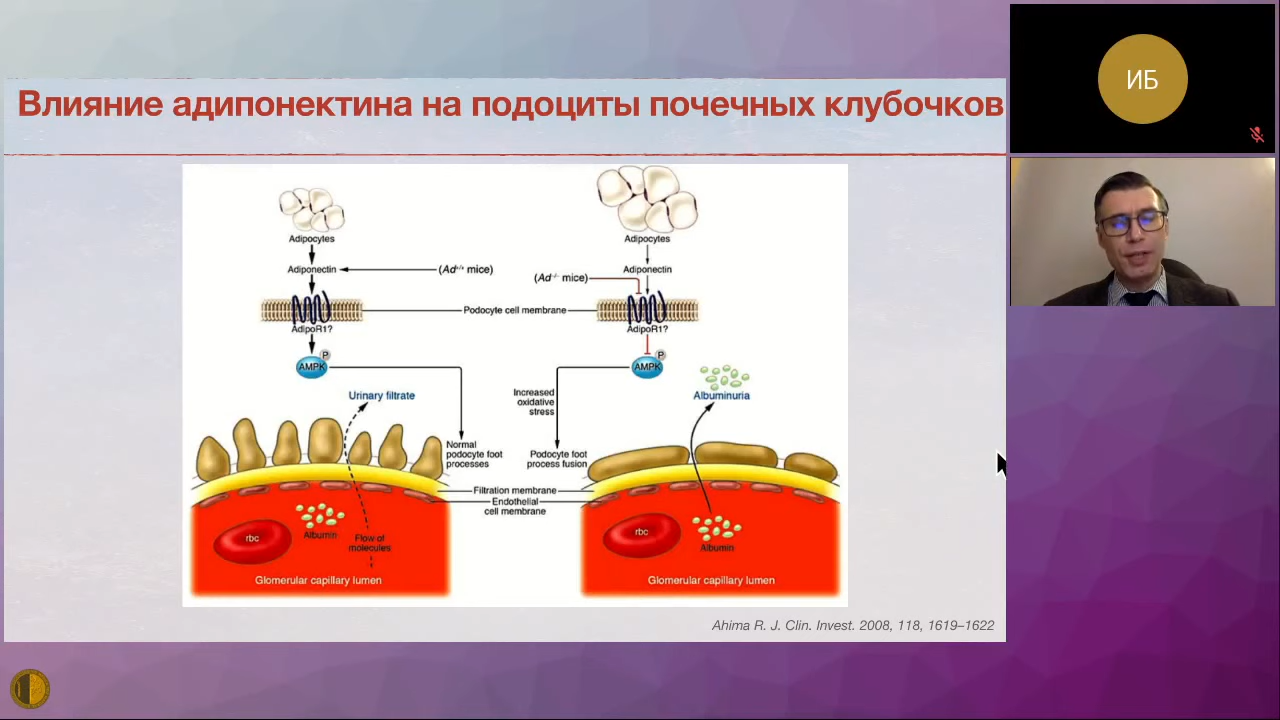 Влияние адипонектина на подоциты почечных клубочков
ИБ
Adipocytes
Adiponectin
(Ad+/+ mice)
AdipoR1?
P
AMPK
Podocyte cell membrane
Adipocytes
(Ad-/- mice)
Adiponectin
AdipoR1?
P
AMPK
Urinary filtrate
Normal
podocyte foot
processes
Increased
oxidative
stress
Podocyte foot
process fusion
Albuminuria
Filtration membrane
Endothelial
cell membrane
rbc
Albumin
Flow of
molecules
Glomerular capillary lumen
rbc
Albumin
Glomerular capillary lumen
Ahima R. J. Clin. Invest. 2008, 118, 1619–1622